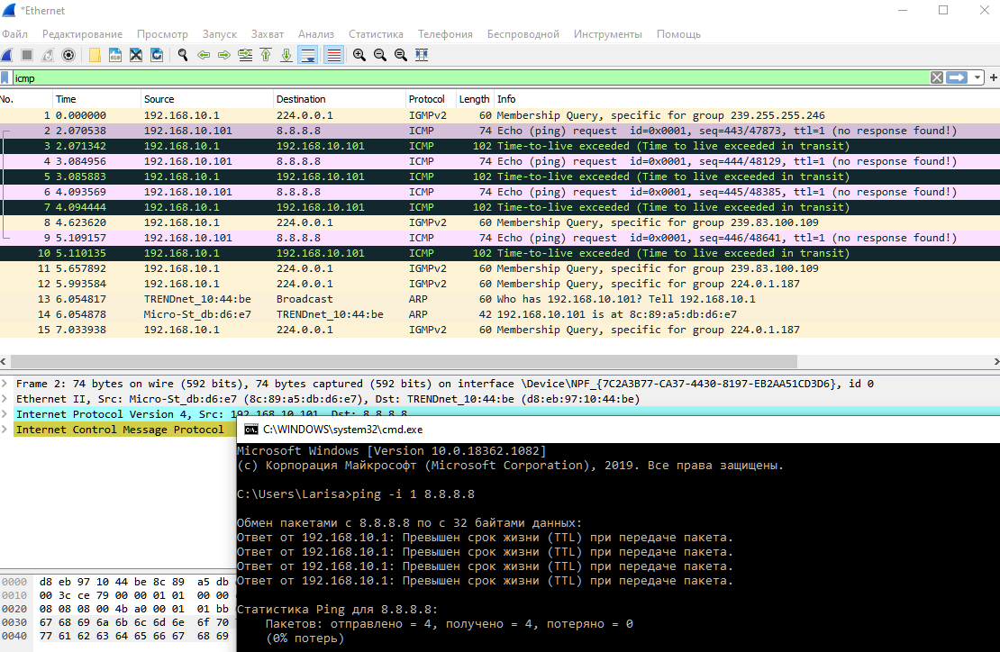 *Ethernet
Файл Редактирование Просмотр Запуск Захват Анализ Статистика Телефония Беспроводной Инструменты Помощь
icmp
No. Time Source Destination Protocol Length Info
1 0.000000 192.168.10.1 224.0.0.1 IGMPv2 60 Membership Query, specific for group 239.255.255.246
2 2.070538 192.168.10.101 8.8.8.8 ICMP 74 Echo (ping) request id=0x0001, seq=443/47873, ttl=1 (no response found!)
3 2.071342 192.168.10.1 192.168.10.101 ICMP 102 Time-to-live exceeded (Time to live exceeded in transit)
4 3.084956 192.168.10.101 8.8.8.8 ICMP 74 Echo (ping) request id=0x0001, seq=444/48129, ttl=1 (no response found!)
5 3.085883 192.168.10.1 192.168.10.101 ICMP 102 Time-to-live exceeded (Time to live exceeded in transit)
6 4.093569 192.168.10.101 8.8.8.8 ICMP 74 Echo (ping) request id=0x0001, seq=445/48385, ttl=1 (no response found!)
7 4.094444 192.168.10.1 192.168.10.101 ICMP 102 Time-to-live exceeded (Time to live exceeded in transit)
8 4.623620 192.168.10.1 224.0.0.1 IGMPv2 60 Membership Query, specific for group 239.83.100.109
9 5.109157 192.168.10.101 8.8.8.8 ICMP 74 Echo (ping) request id=0x0001, seq=446/48641, ttl=1 (no response found!)
10 5.110135 192.168.10.1 192.168.10.101 ICMP 102 Time-to-live exceeded (Time to live exceeded in transit)
11 5.657892 192.168.10.1 224.0.0.1 IGMPv2 60 Membership Query, specific for group 239.83.100.109
12 5.993584 192.168.10.1 224.0.0.1 IGMPv2 60 Membership Query, specific for group 224.0.1.187
13 6.054817 TRENDnet_10:44:be Broadcast ARP 60 Who has 192.168.10.101? Tell 192.168.10.1
14 6.054878 Micro-St_db:d6:e7 TRENDnet_10:44:be ARP 42 192.168.10.101 is at 8c:89:a5:db:d6:e7
15 7.033938 192.168.10.1 224.0.0.1 IGMPv2 60 Membership Query, specific for group 224.0.1.187
Frame 2: 74 bytes on wire (592 bits), 74 bytes captured (592 bits) on interface \Device\NPF_{7C2A3B77-CA37-4430-8197-EB2AA51CD3D6}, id 0
Ethernet II, Src: Micro-St_db:d6:e7 (8c:89:a5:db:d6:e7), Dst: TRENDnet_10:44:be (d8:eb:97:10:44:be)
Internet Protocol Version 4, Src: 192.168.10.101, Dst: 8.8.8.8
Internet Control Message Protocol
C:\WINDOWS\system32\cmd.exe
Microsoft Windows [Version 10.0.18362.1082]
(c) Корпорация Майкрософт (Microsoft Corporation), 2019. Все права защищены.
C:\Users\Larisa>ping -i 1 8.8.8.8
Обмен пакетами с 8.8.8.8 по с 32 байтами данных:
Ответ от 192.168.10.1: Превышен срок жизни (TTL) при передаче пакета.
Ответ от 192.168.10.1: Превышен срок жизни (TTL) при передаче пакета.
Ответ от 192.168.10.1: Превышен срок жизни (TTL) при передаче пакета.
Ответ от 192.168.10.1: Превышен срок жизни (TTL) при передаче пакета.
Статистика Ping для 8.8.8.8:
Пакетов: отправлено = 4, получено = 4, потеряно = 0
(0% потерь)
0000 d8 eb 97 10 44 be 8c 89 a5 db
0010 00 3c ce 79 00 00 01 01 00 00
0020 08 08 08 00 4b a0 00 01 01 bb
0030 67 68 69 6a 6b 6c 6d 6e 6f 70
0040 77 61 62 63 64 65 66 67 68 69